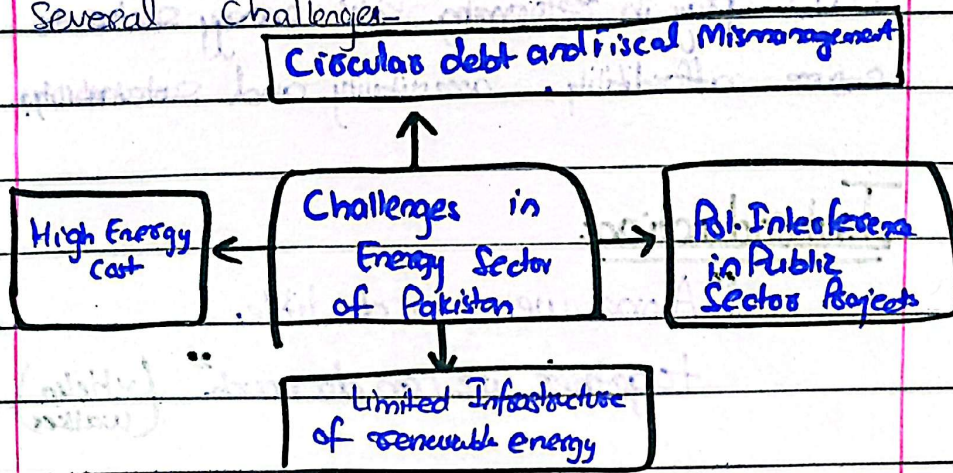 Several Challenges-
Circular debt and Fiscal Mismanagement
High Energy
Cost
Challenges in
Energy Sector
of Pakistan
Pol. Interference
in Public
Sector Projects
Limited Infrastructure
of renewable energy